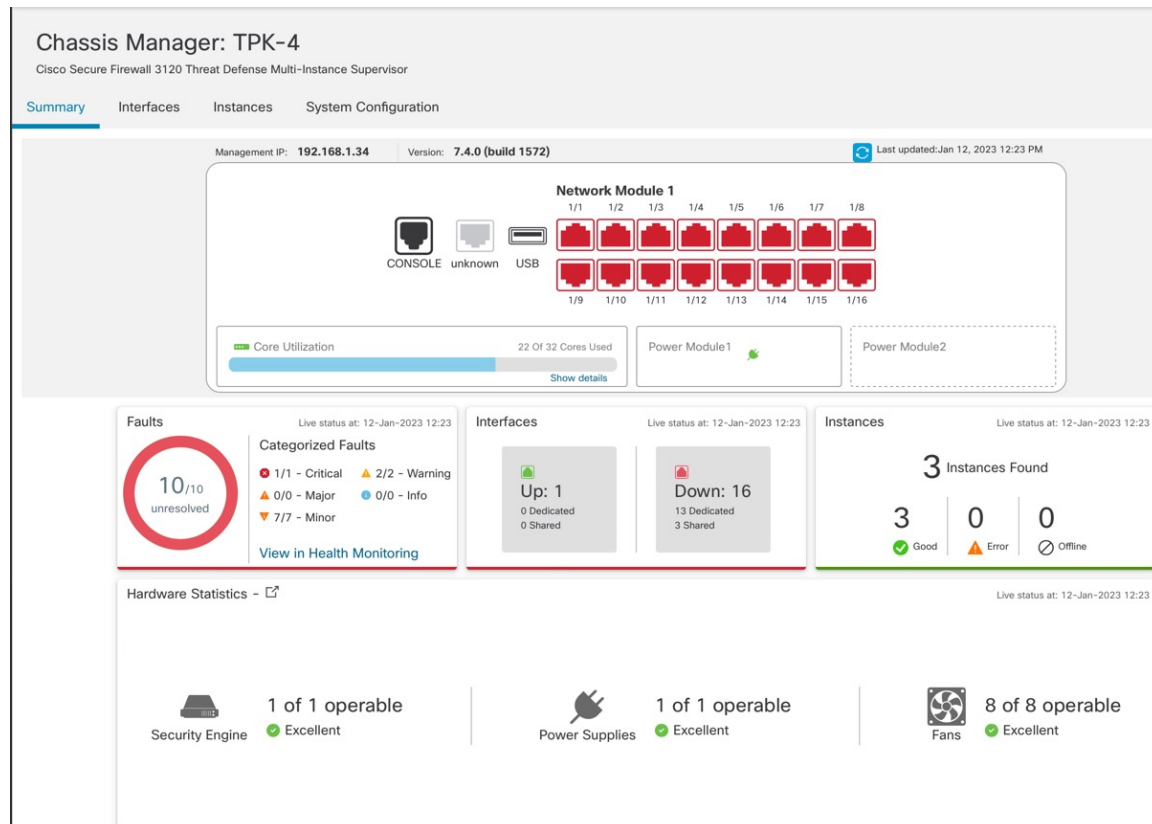 Chassis Manager: TPK-4
Cisco Secure Firewall 3120 Threat Defense Multi-Instance Supervisor
Summary Interfaces Instances System Configuration
Management IP: 192.168.1.34 Version: 7.4.0 (build 1572) Last updated:Jan 12, 2023 12:23 PM
Network Module 1
1/1 1/2 1/3 1/4 1/5 1/6 1/7 1/8
CONSOLE unknown USB
1/9 1/10 1/11 1/12 1/13 1/14 1/15 1/16
Core Utilization 22 Of 32 Cores Used
Show details
Power Module1
Power Module2
Faults Live status at: 12-Jan-2023 12:23
10/10
unresolved
Categorized Faults
1/1 - Critical 2/2 - Warning
0/0 - Major 0/0 - Info
7/7 - Minor
View in Health Monitoring
Interfaces Live status at: 12-Jan-2023 12:23
Up: 1
0 Dedicated
0 Shared
Down: 16
13 Dedicated
3 Shared
Instances Live status at: 12-Jan-2023 12:23
3 Instances Found
3 0 0
Good Error Offline
Hardware Statistics - Live status at: 12-Jan-2023 12:23
Security Engine
1 of 1 operable
Excellent
Power Supplies
1 of 1 operable
Excellent
Fans
8 of 8 operable
Excellent